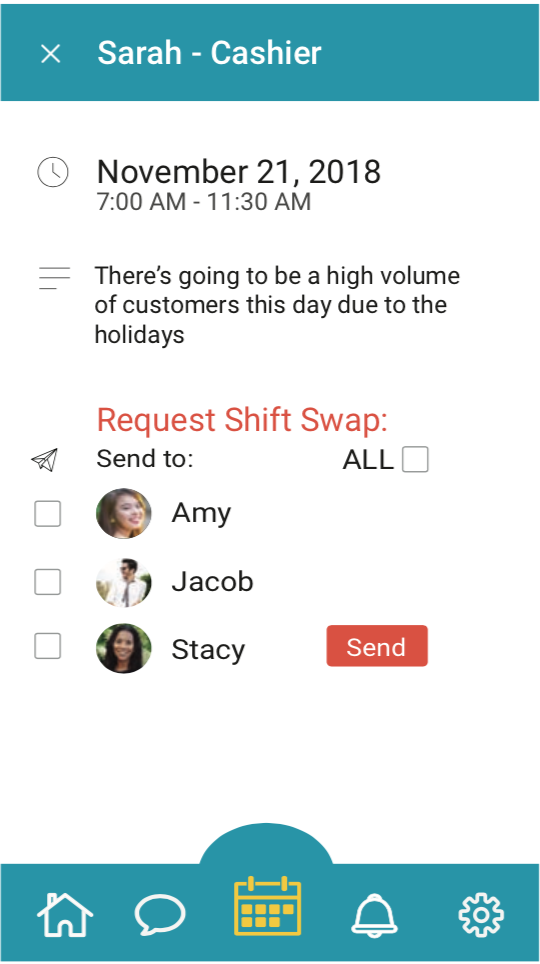 Sarah - Cashier
November 21, 2018
7:00 AM - 11:30 AM
There’s going to be a high volume
of customers this day due to the
holidays
Request Shift Swap:
Send to: ALL
Amy
Jacob
Stacy
Send